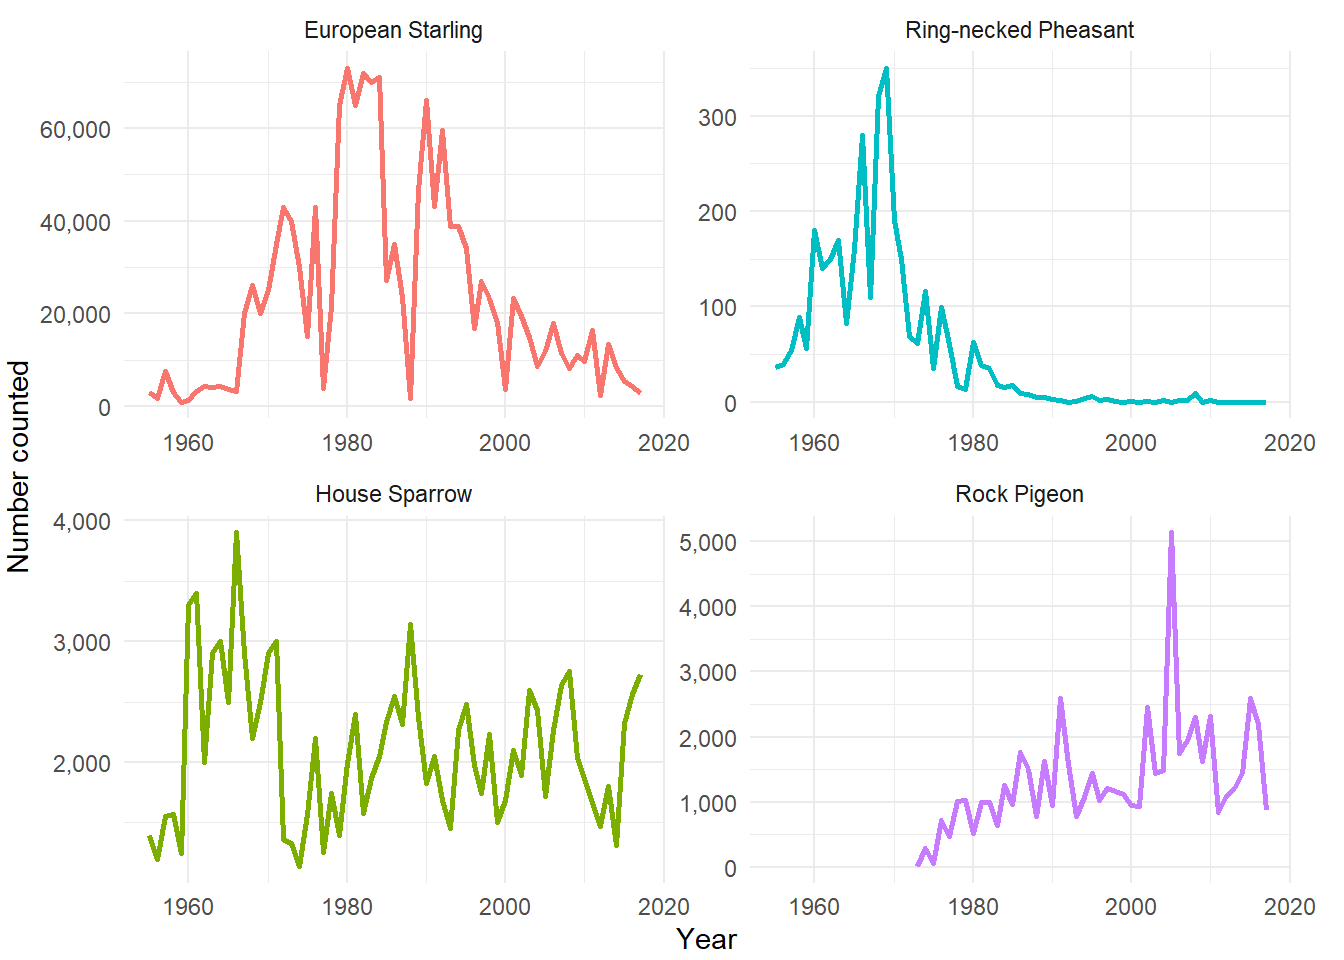 European Starling
Ring-necked Pheasant
60,000
40,000
20,000
0
300
200
100
0
1960 1980 2000 2020
1960 1980 2000 2020
House Sparrow
Rock Pigeon
4,000
3,000
2,000
5,000
4,000
3,000
2,000
1,000
0
1960 1980 2000 2020
1960 1980 2000 2020
Number counted
Year